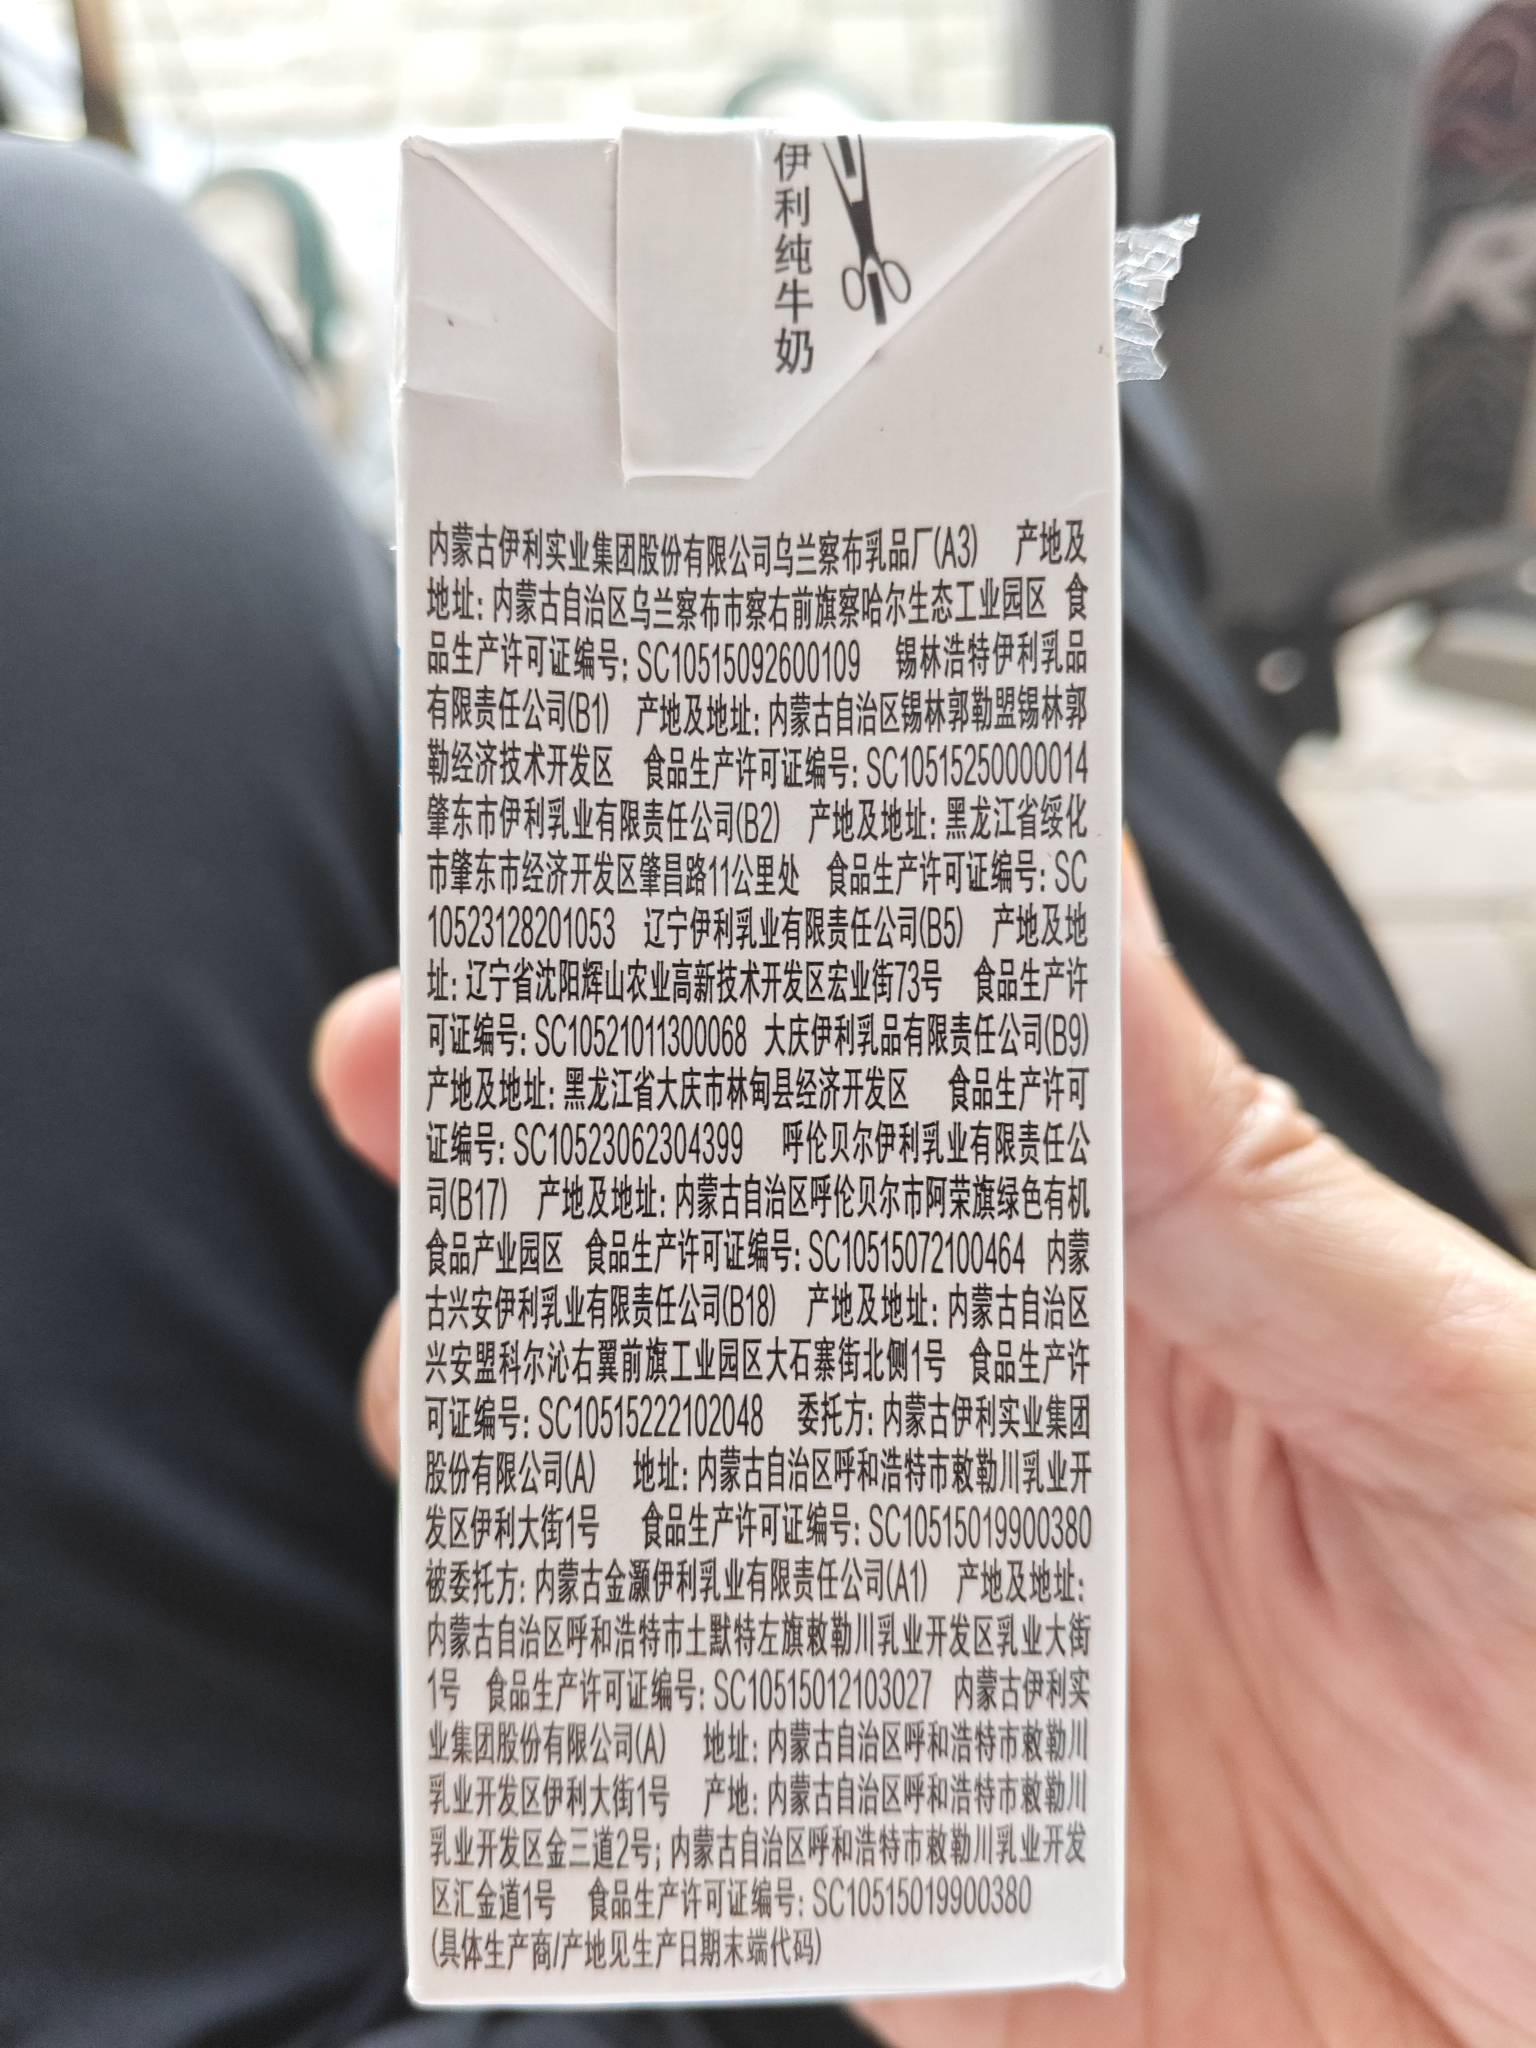 伊利纯牛奶
内蒙古伊利实业集团股份有限公司乌兰察布乳品厂(A3) 产地及
地址: 内蒙古自治区乌兰察布市察右前旗察哈尔生态工业园区 食
品生产许可证编号: SC10515092600109 锡林浩特伊利乳品
有限责任公司(B1) 产地及地址: 内蒙古自治区锡林郭勒盟锡林郭
勒经济技术开发区 食品生产许可证编号: SC10515250000014
肇东市伊利乳业有限责任公司(B2) 产地及地址: 黑龙江省绥化
市肇东市经济开发区肇昌路11公里处 食品生产许可证编号: SC
10523128201053 辽宁伊利乳业有限责任公司(B5) 产地及地
址: 辽宁省沈阳辉山农业高新技术开发区宏业街73号 食品生产许
可证编号: SC10521011300068 大庆伊利乳品有限责任公司(B9)
产地及地址: 黑龙江省大庆市林甸县经济开发区 食品生产许可
证编号: SC10523062304399 呼伦贝尔伊利乳业有限责任公
司(B17) 产地及地址: 内蒙古自治区呼伦贝尔市阿荣旗绿色有机
食品产业园区 食品生产许可证编号: SC10515072100464 内蒙
古兴安伊利乳业有限责任公司(B18) 产地及地址: 内蒙古自治区
兴安盟科尔沁右翼前旗工业园区大石寨街北侧1号 食品生产许
可证编号: SC10515222102048 委托方: 内蒙古伊利实业集团
股份有限公司(A) 地址: 内蒙古自治区呼和浩特市敕勒川乳业开
发区伊利大街1号 食品生产许可证编号: SC10515019900380
被委托方: 内蒙古金灏伊利乳业有限责任公司(A1) 产地及地址:
内蒙古自治区呼和浩特市土默特左旗敕勒川乳业开发区乳业大街
1号 食品生产许可证编号: SC10515012103027 内蒙古伊利实
业集团股份有限公司(A) 地址: 内蒙古自治区呼和浩特市敕勒川
乳业开发区伊利大街1号 产地: 内蒙古自治区呼和浩特市敕勒川
乳业开发区金三道2号; 内蒙古自治区呼和浩特市敕勒川乳业开发
区汇金道1号 食品生产许可证编号: SC10515019900380
(具体生产商/产地见生产日期末端代码)